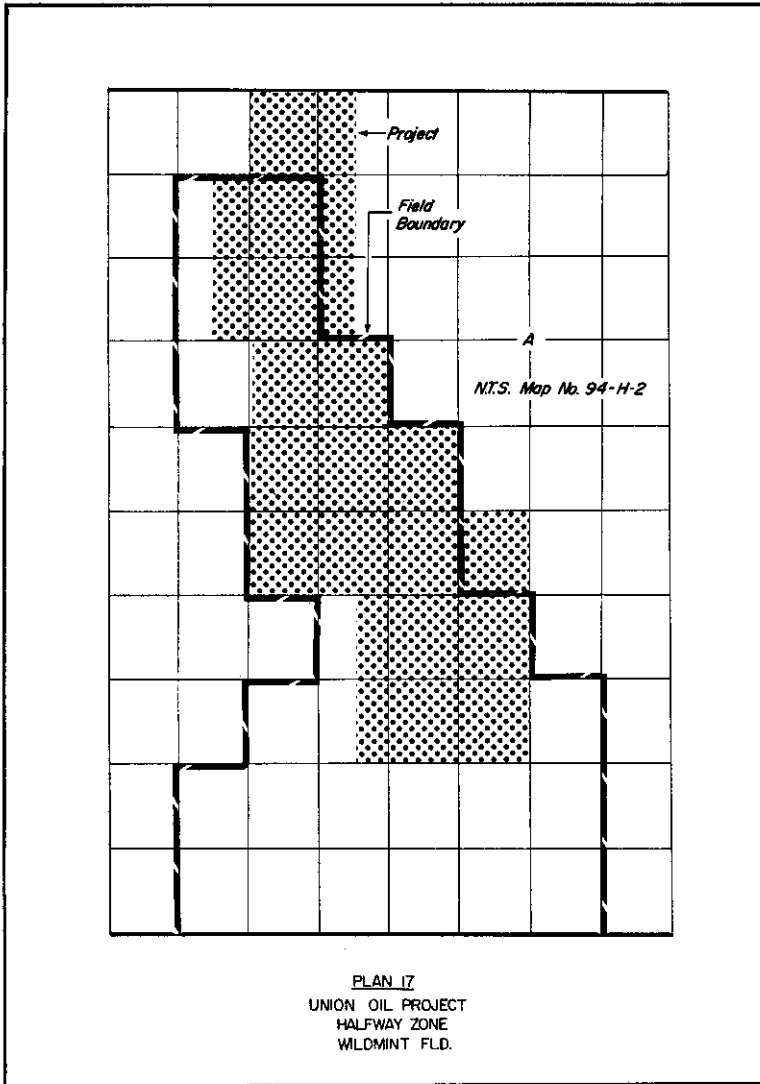 Project
Field
Boundary
A
N.T.S. Map No. 94-H-2
PLAN 17
UNION OIL PROJECT
HALFWAY ZONE
WILDMINT FLD.